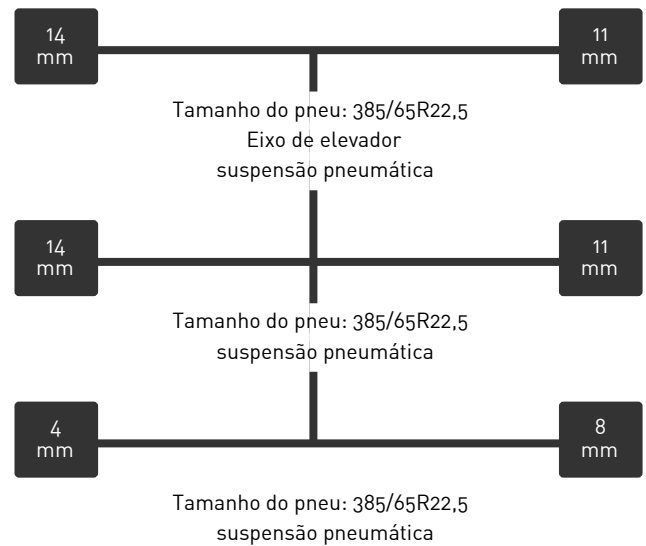 14
mm
11
mm
Tamanho do pneu: 385/65R22,5
Eixo de elevador
suspensão pneumática
14
mm
11
mm
Tamanho do pneu: 385/65R22,5
suspensão pneumática
4
mm
8
mm
Tamanho do pneu: 385/65R22,5
suspensão pneumática